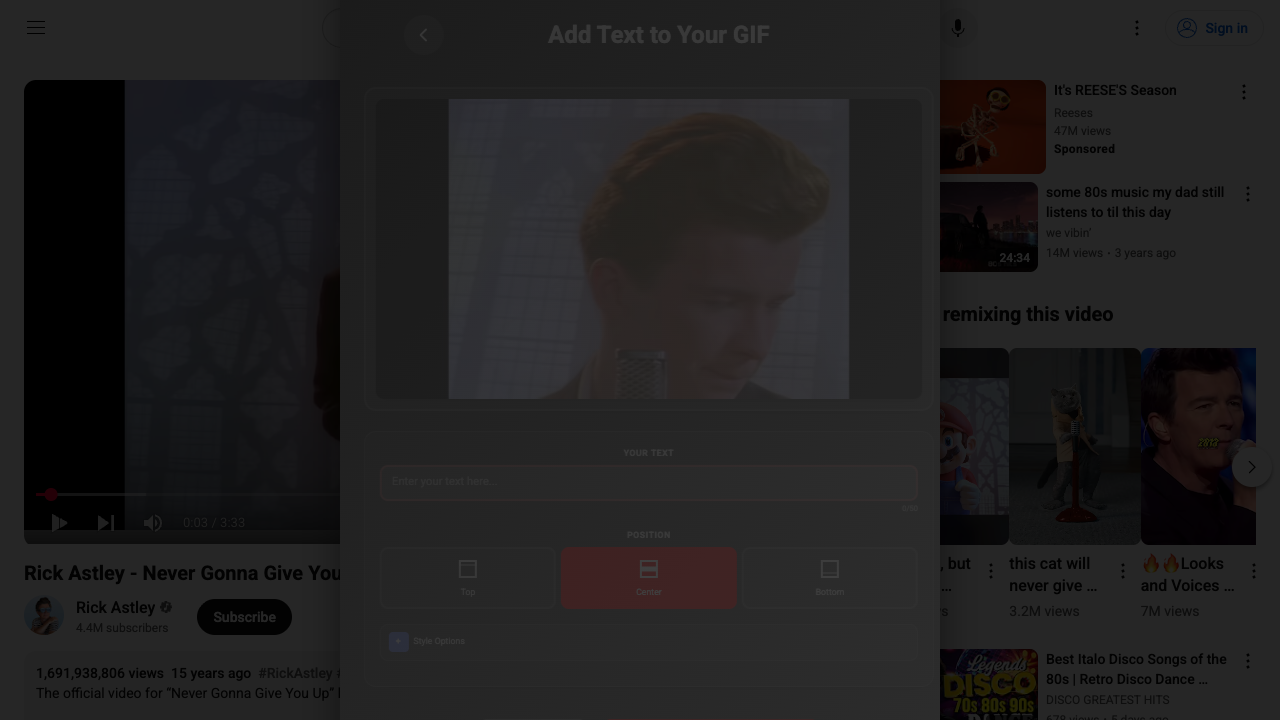 Add Text to Your GIF
Sign in
It's REESE'S Season
Reeses
47M views
Sponsored
some 80s music my dad still
listens to til this day
we vibin'
14M views • 3 years ago
24:34
remixing this video
YOUR TEXT
Enter your text here...
POSITION
Top
Center
Bottom
Style Options
0:03 / 3:33
Rick Astley - Never Gonna Give You
Rick Astley
4.4M subscribers
Subscribe
1,691,938,806 views 15 years ago #RickAstley
The official video for “Never Gonna Give You Up”
, but
this cat will
never give …
3.2M views
🔥🔥Looks
and Voices …
7M views
Legends
DISCO
70s 80s 90s
Best Italo Disco Songs of the
80s | Retro Disco Dance …
DISCO GREATEST HITS